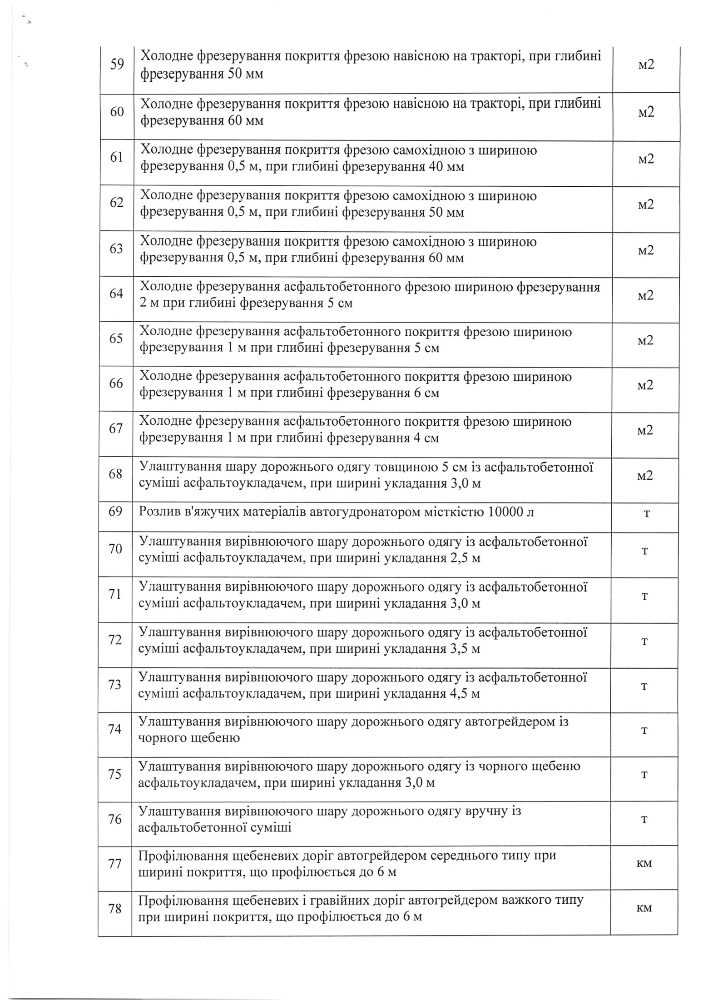 59
Холодне фрезерування покриття фрезою навісною на тракторі, при глибині
фрезерування 50 мм
м2
60
Холодне фрезерування покриття фрезою навісною на тракторі, при глибині
фрезерування 60 мм
м2
61
Холодне фрезерування покриття фрезою самохідною з шириною
фрезерування 0,5 м, при глибині фрезерування 40 мм
м2
62
Холодне фрезерування покриття фрезою самохідною з шириною
фрезерування 0,5 м, при глибині фрезерування 50 мм
м2
63
Холодне фрезерування покриття фрезою самохідною з шириною
фрезерування 0,5 м, при глибині фрезерування 60 мм
м2
64
Холодне фрезерування асфальтобетонного фрезою шириною фрезерування
2 м при глибині фрезерування 5 см
м2
65
Холодне фрезерування асфальтобетонного покриття фрезою шириною
фрезерування 1 м при глибині фрезерування 5 см
м2
66
Холодне фрезерування асфальтобетонного покриття фрезою шириною
фрезерування 1 м при глибині фрезерування 6 см
м2
67
Холодне фрезерування асфальтобетонного покриття фрезою шириною
фрезерування 1 м при глибині фрезерування 4 см
м2
68
Улаштування шару дорожнього одягу товщиною 5 см із асфальтобетонної
суміші асфальтоукладачем, при ширині укладання 3,0 м
м2
69
Розлив в'яжучих матеріалів автогудронатором місткістю 10000 л
т
70
Улаштування вирівнюючого шару дорожнього одягу із асфальтобетонної
суміші асфальтоукладачем, при ширині укладання 2,5 м
т
71
Улаштування вирівнюючого шару дорожнього одягу із асфальтобетонної
суміші асфальтоукладачем, при ширині укладання 3,0 м
т
72
Улаштування вирівнюючого шару дорожнього одягу із асфальтобетонної
суміші асфальтоукладачем, при ширині укладання 3,5 м
т
73
Улаштування вирівнюючого шару дорожнього одягу із асфальтобетонної
суміші асфальтоукладачем, при ширині укладання 4,5 м
т
74
Улаштування вирівнюючого шару дорожнього одягу автогрейдером із
чорного щебеню
т
75
Улаштування вирівнюючого шару дорожнього одягу із чорного щебеню
асфальтоукладачем, при ширині укладання 3,0 м
т
76
Улаштування вирівнюючого шару дорожнього одягу вручну із
асфальтобетонної суміші
т
77
Профілювання щебеневих доріг автогрейдером середнього типу при
ширині покриття, що профілюється до 6 м
км
78
Профілювання щебеневих і гравійних доріг автогрейдером важкого типу
при ширині покриття, що профілюється до 6 м
км